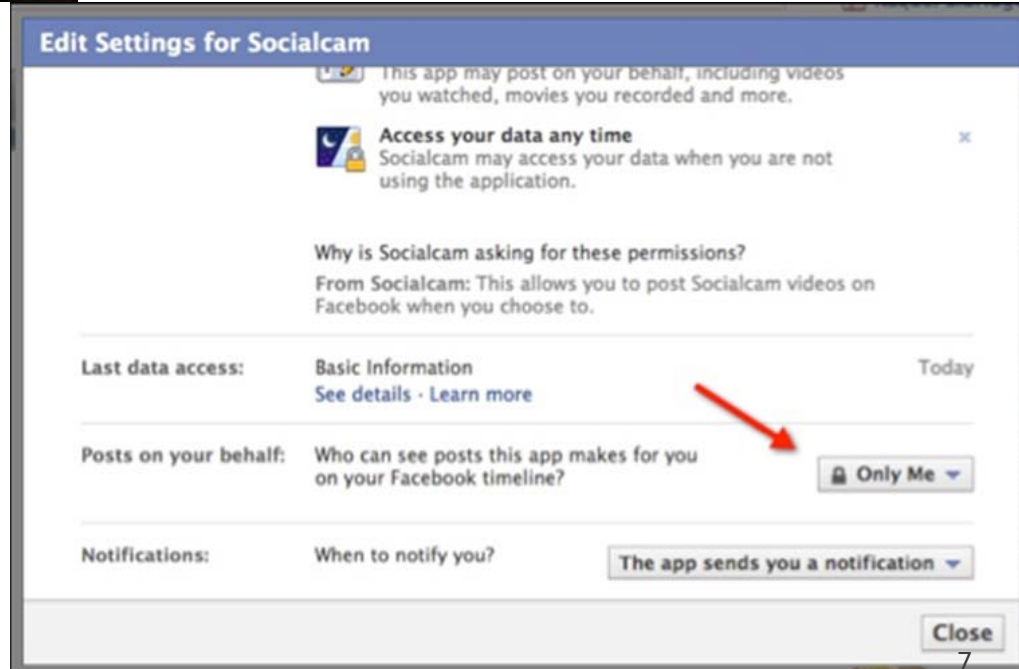 Edit Settings for Socialcam
This app may post on your behalf, including videos
you watched, movies you recorded and more.
Access your data any time
Socialcam may access your data when you are not
using the application.
Why is Socialcam asking for these permissions?
From Socialcam: This allows you to post Socialcam videos on
Facebook when you choose to.
Last data access: Basic Information Today
See details · Learn more
Posts on your behalf: Who can see posts this app makes for you
on your Facebook timeline?
Only Me
Notifications: When to notify you? The app sends you a notification
Close
7